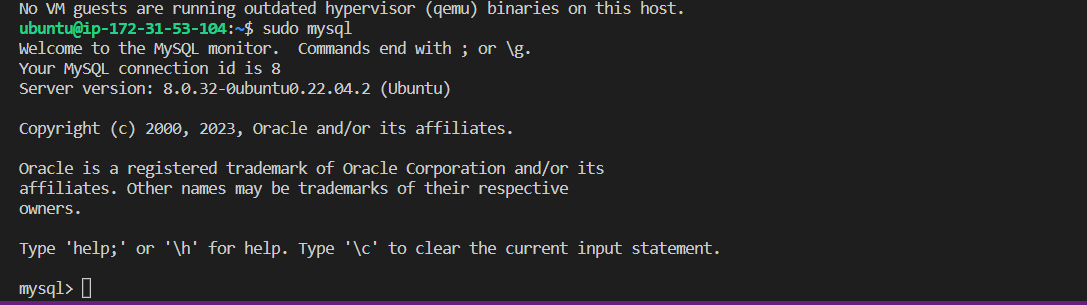 No VM guests are running outdated hypervisor (qemu) binaries on this host.
ubuntu@ip-172-31-53-104:~$ sudo mysql
Welcome to the MySQL monitor.  Commands end with ; or \g.
Your MySQL connection id is 8
Server version: 8.0.32-0ubuntu0.22.04.2 (Ubuntu)
Copyright (c) 2000, 2023, Oracle and/or its affiliates.
Oracle is a registered trademark of Oracle Corporation and/or its
affiliates. Other names may be trademarks of their respective
owners.
Type 'help;' or '\h' for help. Type '\c' to clear the current input statement.
mysql>